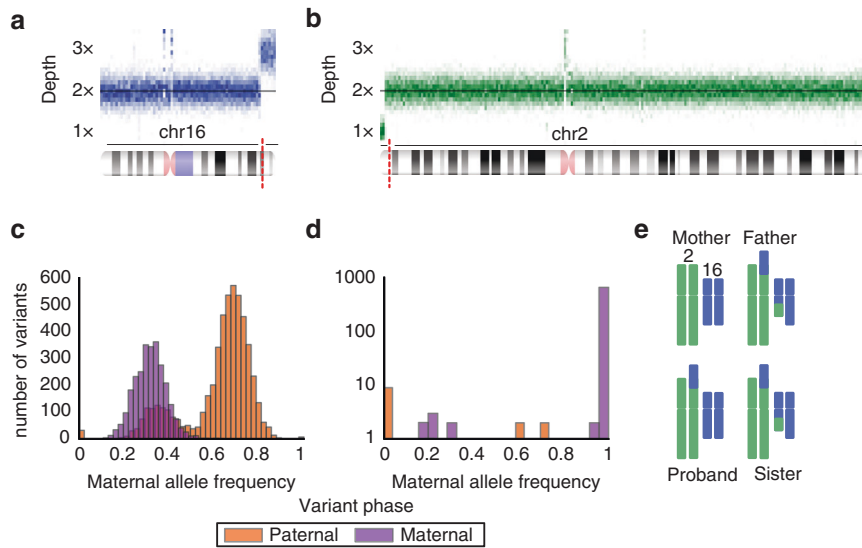 a
3×
2×
1×
Depth
chr16
b
3×
2×
1×
Depth
chr2
c
600
500
400
300
200
100
0
number of variants
0 0.2 0.4 0.6 0.8 1
Maternal allele frequency
d
1000
100
10
1
0 0.2 0.4 0.6 0.8 1
Maternal allele frequency
Variant phase
Paternal Maternal
e
Mother Father
2
16
Proband Sister